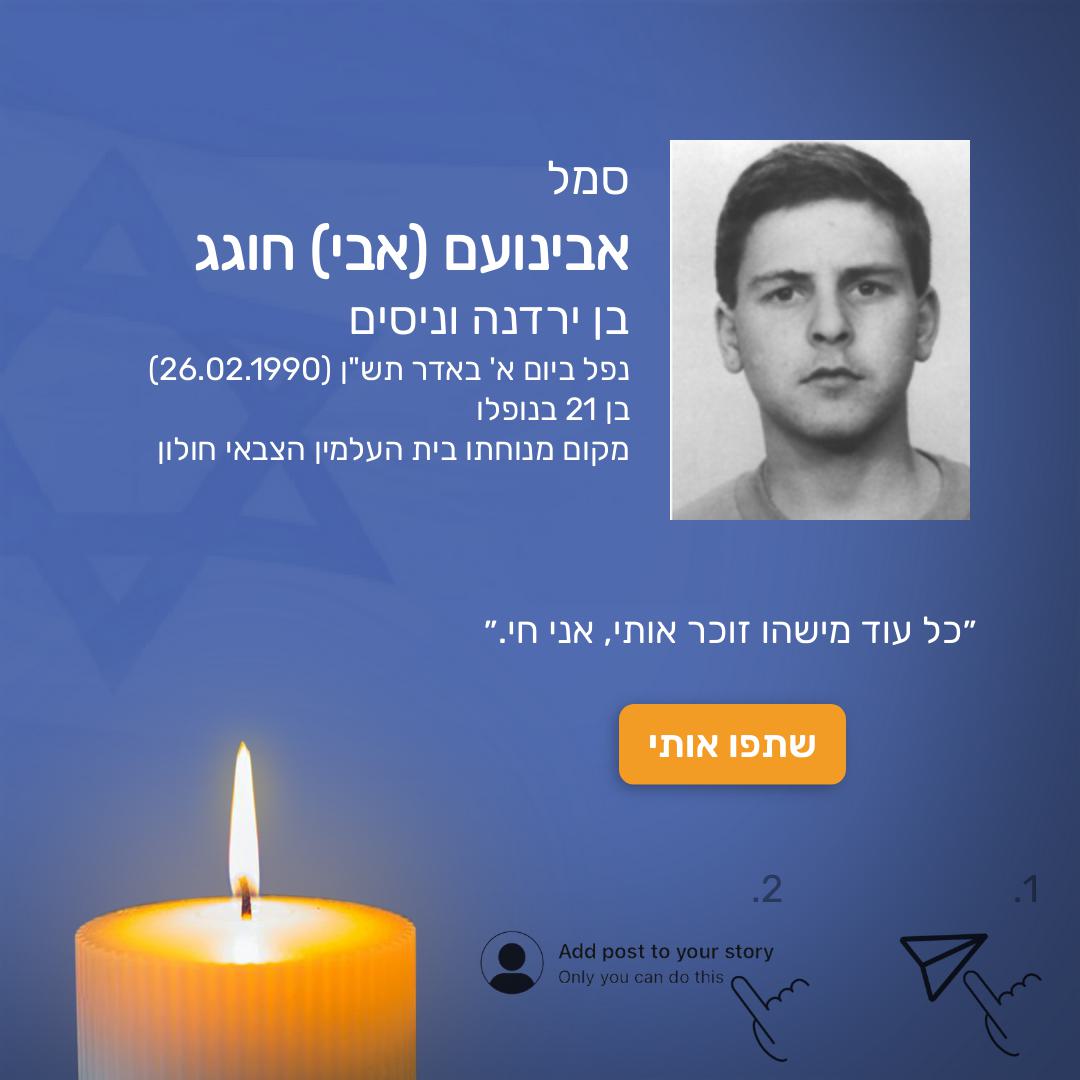 סמל
אבינועם (אבי) חוגג
בן ירדנה וניסים
נפל ביום א' באדר תש"ן (26.02.1990)
בן 21 בנופלו
מקום מנוחתו בית העלמין הצבאי חולון
״כל עוד מישהו זוכר אותי, אני חי.״
שתפו אותי
.1
.2
Add post to your story
Only you can do this